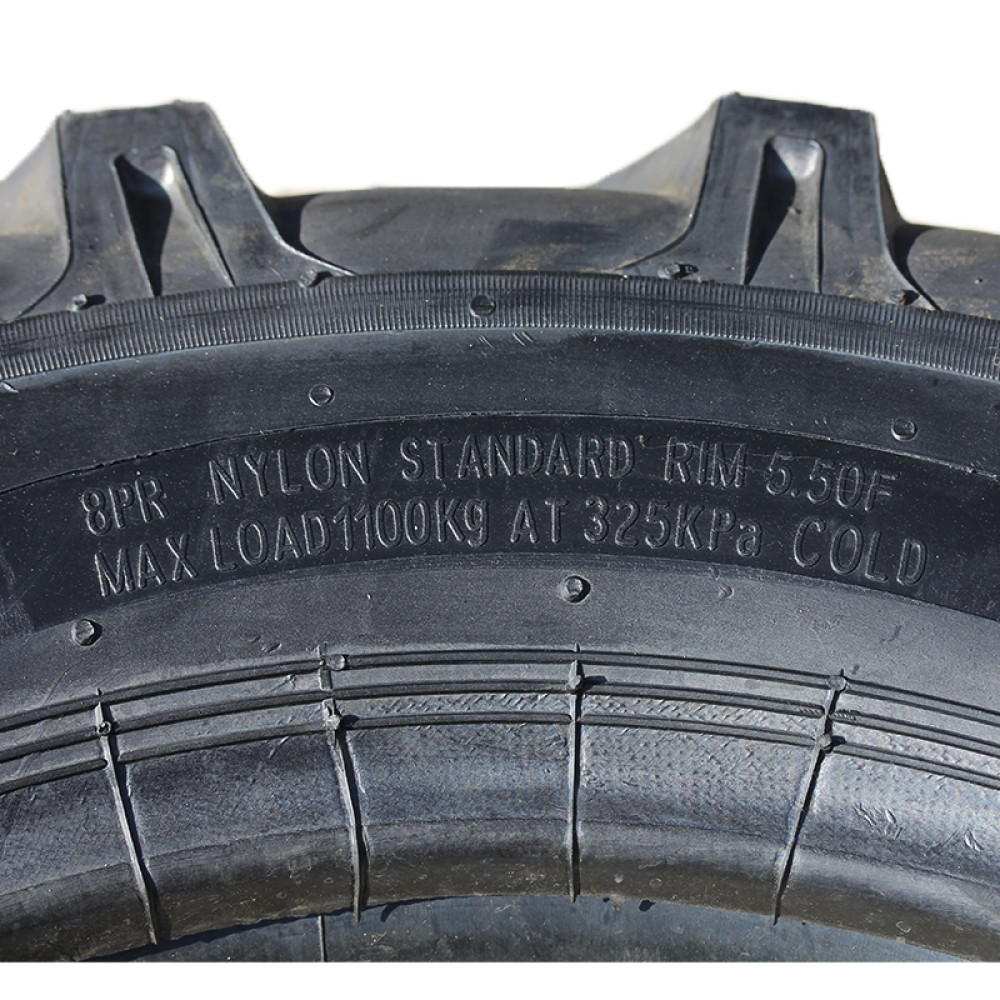 8PR NYLON STANDARD RIM 5.50F
MAX LOAD1100Kg AT 325KPa COLD